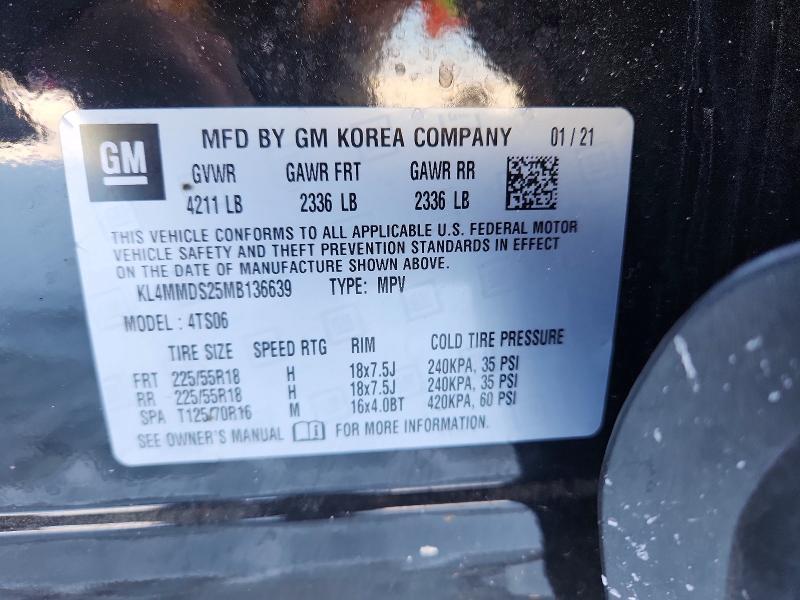 GM MFD BY GM KOREA COMPANY 01/21
GVWR GAWR FRT GAWR RR
4211 LB 2336 LB 2336 LB
THIS VEHICLE CONFORMS TO ALL APPLICABLE U.S. FEDERAL MOTOR
VEHICLE SAFETY AND THEFT PREVENTION STANDARDS IN EFFECT
ON THE DATE OF MANUFACTURE SHOWN ABOVE.
KL4MMDS25MB136639 TYPE: MPV
MODEL : 4TS06
TIRE SIZE SPEED RTG RIM COLD TIRE PRESSURE
FRT 225/55R18 H 18x7.5J 240KPA, 35 PSI
RR 225/55R18 H 18x7.5J 240KPA, 35 PSI
SPA T125/70R16 M 16x4.0BT 420KPA, 60 PSI
SEE OWNER'S MANUAL FOR MORE INFORMATION.